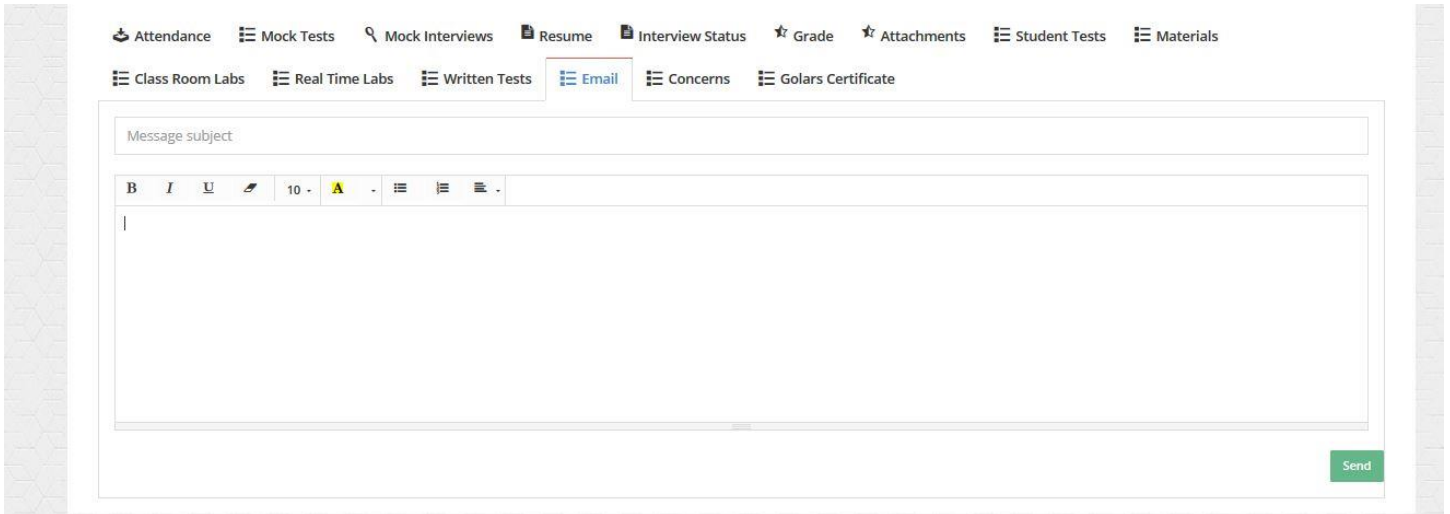 Attendance Mock Tests Mock Interviews Resume Interview Status Grade Attachments Student Tests Materials
Class Room Labs Real Time Labs Written Tests Email Concerns Golars Certificate
Message subject
B I U 10 A
Send